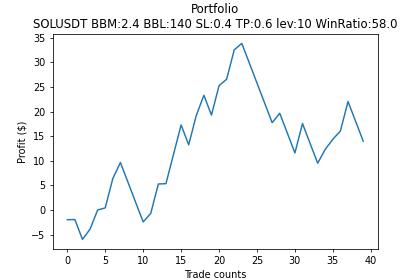 Portfolio
SOLUSDT BBM:2.4 BBL:140 SL:0.4 TP:0.6 lev:10 WinRatio:58.0
35
30
25
20
15
10
5
0
−5
Profit ($)
0 5 10 15 20 25 30 35 40
Trade counts